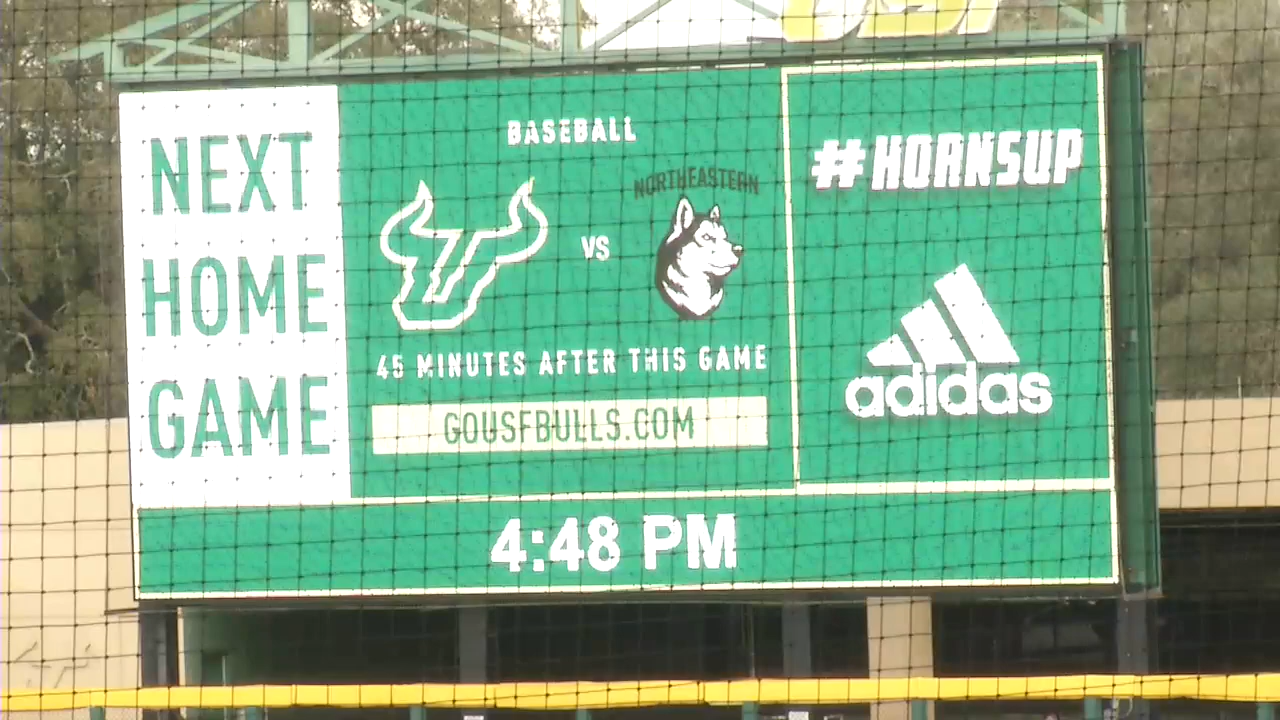 NEXT
HOME
GAME
BASEBALL
NORTHEASTERN
VS
45 MINUTES AFTER THIS GAME
GOUSFBULLS.COM
#HORNSUP
adidas
4:48 PM